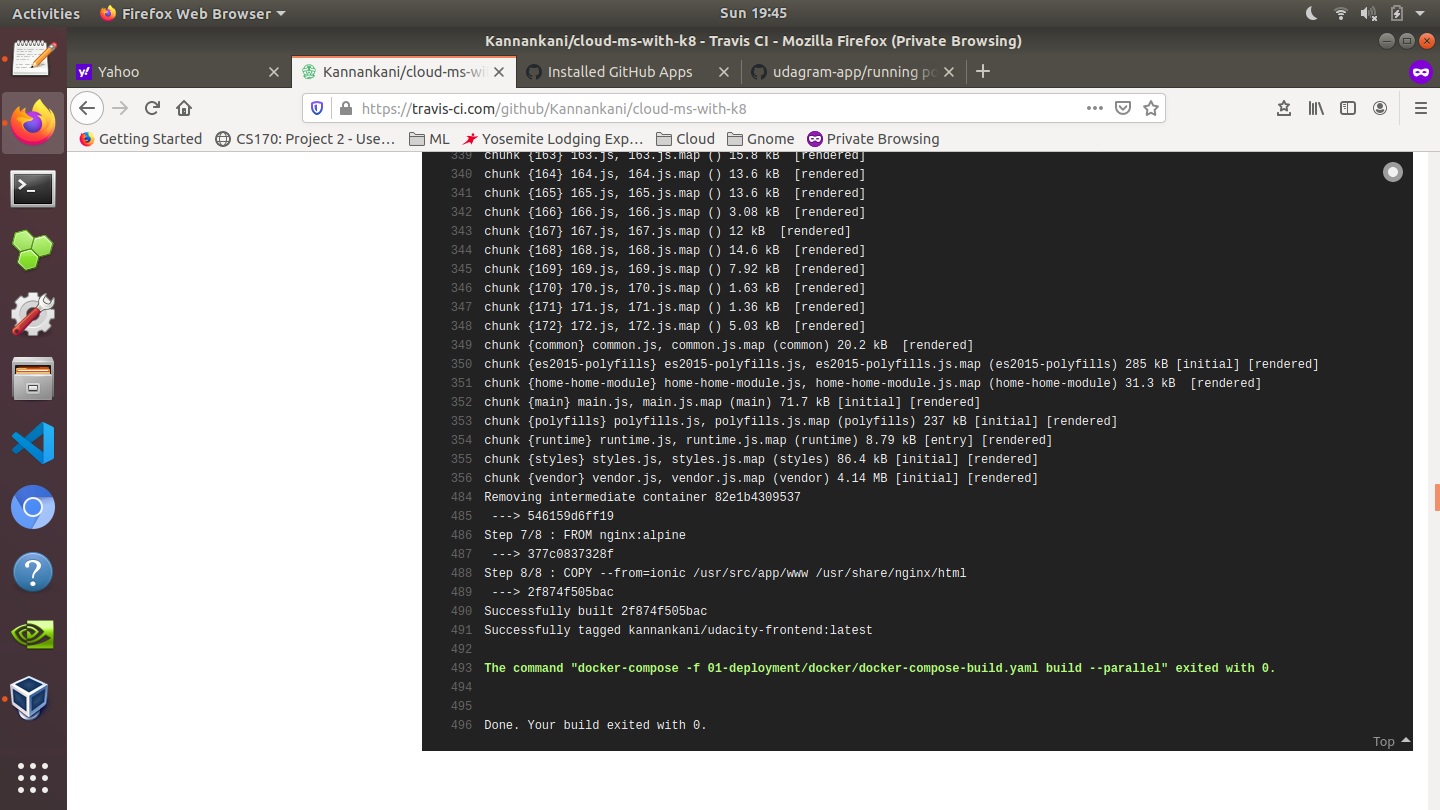 Activities
Firefox Web Browser
Sun 19:45
Kannankani/cloud-ms-with-k8 - Travis CI - Mozilla Firefox (Private Browsing)
Yahoo
Kannankani/cloud-ms-wi
Installed GitHub Apps
udagram-app/running po
https://travis-ci.com/github/Kannankani/cloud-ms-with-k8
Getting Started
CS170: Project 2 - Use…
ML
Yosemite Lodging Exp…
Cloud
Gnome
Private Browsing
339 chunk {163} 163.js, 163.js.map () 15.8 kB  [rendered]
340 chunk {164} 164.js, 164.js.map () 13.6 kB  [rendered]
341 chunk {165} 165.js, 165.js.map () 13.6 kB  [rendered]
342 chunk {166} 166.js, 166.js.map () 3.08 kB  [rendered]
343 chunk {167} 167.js, 167.js.map () 12 kB  [rendered]
344 chunk {168} 168.js, 168.js.map () 14.6 kB  [rendered]
345 chunk {169} 169.js, 169.js.map () 7.92 kB  [rendered]
346 chunk {170} 170.js, 170.js.map () 1.63 kB  [rendered]
347 chunk {171} 171.js, 171.js.map () 1.36 kB  [rendered]
348 chunk {172} 172.js, 172.js.map () 5.03 kB  [rendered]
349 chunk {common} common.js, common.js.map (common) 20.2 kB  [rendered]
350 chunk {es2015-polyfills} es2015-polyfills.js, es2015-polyfills.js.map (es2015-polyfills) 285 kB [initial] [rendered]
351 chunk {home-home-module} home-home-module.js, home-home-module.js.map (home-home-module) 31.3 kB  [rendered]
352 chunk {main} main.js, main.js.map (main) 71.7 kB [initial] [rendered]
353 chunk {polyfills} polyfills.js, polyfills.js.map (polyfills) 237 kB [initial] [rendered]
354 chunk {runtime} runtime.js, runtime.js.map (runtime) 8.79 kB [entry] [rendered]
355 chunk {styles} styles.js, styles.js.map (styles) 86.4 kB [initial] [rendered]
356 chunk {vendor} vendor.js, vendor.js.map (vendor) 4.14 MB [initial] [rendered]
484 Removing intermediate container 82e1b4309537
485  ---> 546159d6ff19
486 Step 7/8 : FROM nginx:alpine
487  ---> 377c0837328f
488 Step 8/8 : COPY --from=ionic /usr/src/app/www /usr/share/nginx/html
489  ---> 2f874f505bac
490 Successfully built 2f874f505bac
491 Successfully tagged kannankani/udacity-frontend:latest
492
493 The command "docker-compose -f 01-deployment/docker/docker-compose-build.yaml build --parallel" exited with 0.
494
495
496 Done. Your build exited with 0.
Top